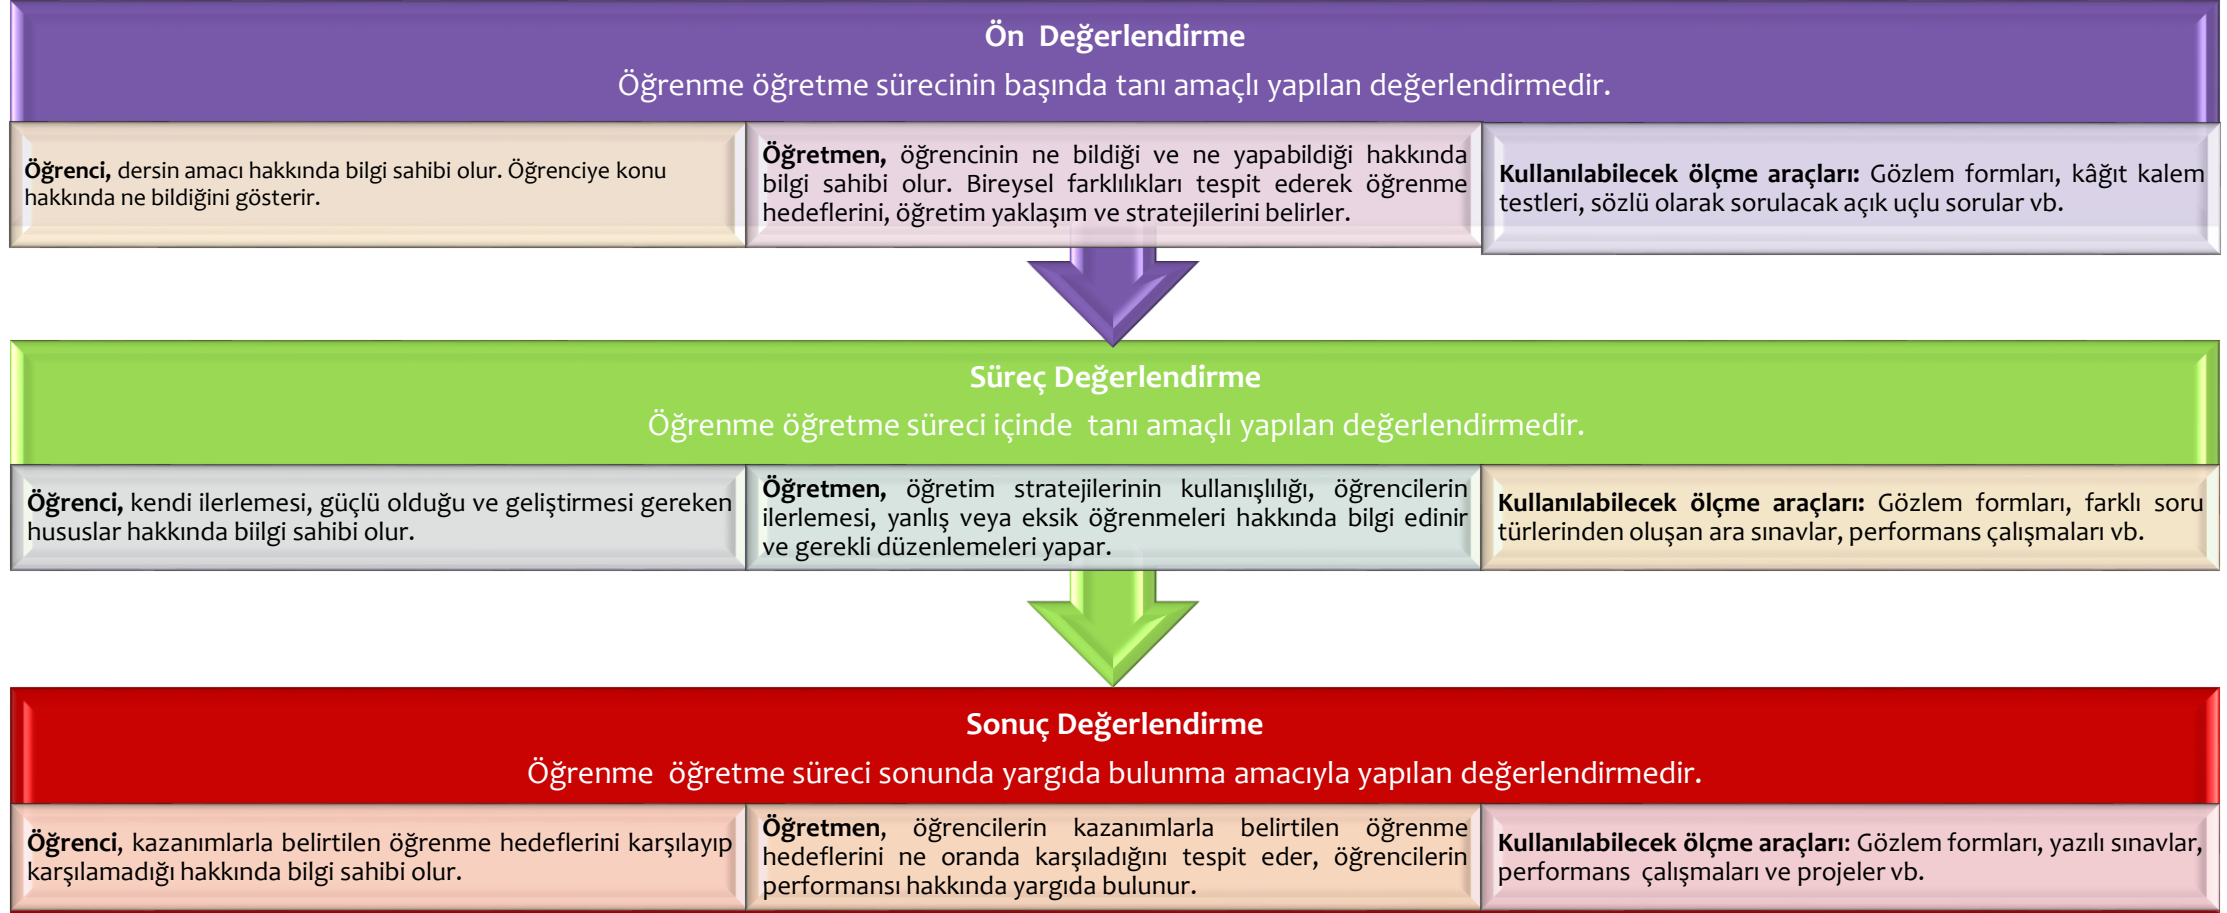 Ön Değerlendirme
Öğrenme öğretme sürecinin başında tanı amaçlı yapılan değerlendirmedir.
Öğrenci, dersin amacı hakkında bilgi sahibi olur. Öğrenciye konu
hakkında ne bildiğini gösterir.
Öğretmen, öğrencinin ne bildiği ve ne yapabildiği hakkında
bilgi sahibi olur. Bireysel farklılıkları tespit ederek öğrenme
hedeflerini, öğretim yaklaşım ve stratejilerini belirler.
Kullanılabilecek ölçme araçları: Gözlem formları, kâğıt kalem
testleri, sözlü olarak sorulacak açık uçlu sorular vb.
Süreç Değerlendirme
Öğrenme öğretme süreci içinde tanı amaçlı yapılan değerlendirmedir.
Öğrenci, kendi ilerlemesi, güçlü olduğu ve geliştirmesi gereken
hususlar hakkında biilgi sahibi olur.
Öğretmen, öğretim stratejilerinin kullanışlılığı, öğrencilerin
ilerlemesi, yanlış veya eksik öğrenmeleri hakkında bilgi edinir
ve gerekli düzenlemeleri yapar.
Kullanılabilecek ölçme araçları: Gözlem formları, farklı soru
türlerinden oluşan ara sınavlar, performans çalışmaları vb.
Sonuç Değerlendirme
Öğrenme öğretme süreci sonunda yargıda bulunma amacıyla yapılan değerlendirmedir.
Öğrenci, kazanımlarla belirtilen öğrenme hedeflerini karşılayıp
karşılamadığı hakkında bilgi sahibi olur.
Öğretmen, öğrencilerin kazanımlarla belirtilen öğrenme
hedeflerini ne oranda karşıladığını tespit eder, öğrencilerin
performansı hakkında yargıda bulunur.
Kullanılabilecek ölçme araçları: Gözlem formları, yazılı sınavlar,
performans çalışmaları ve projeler vb.